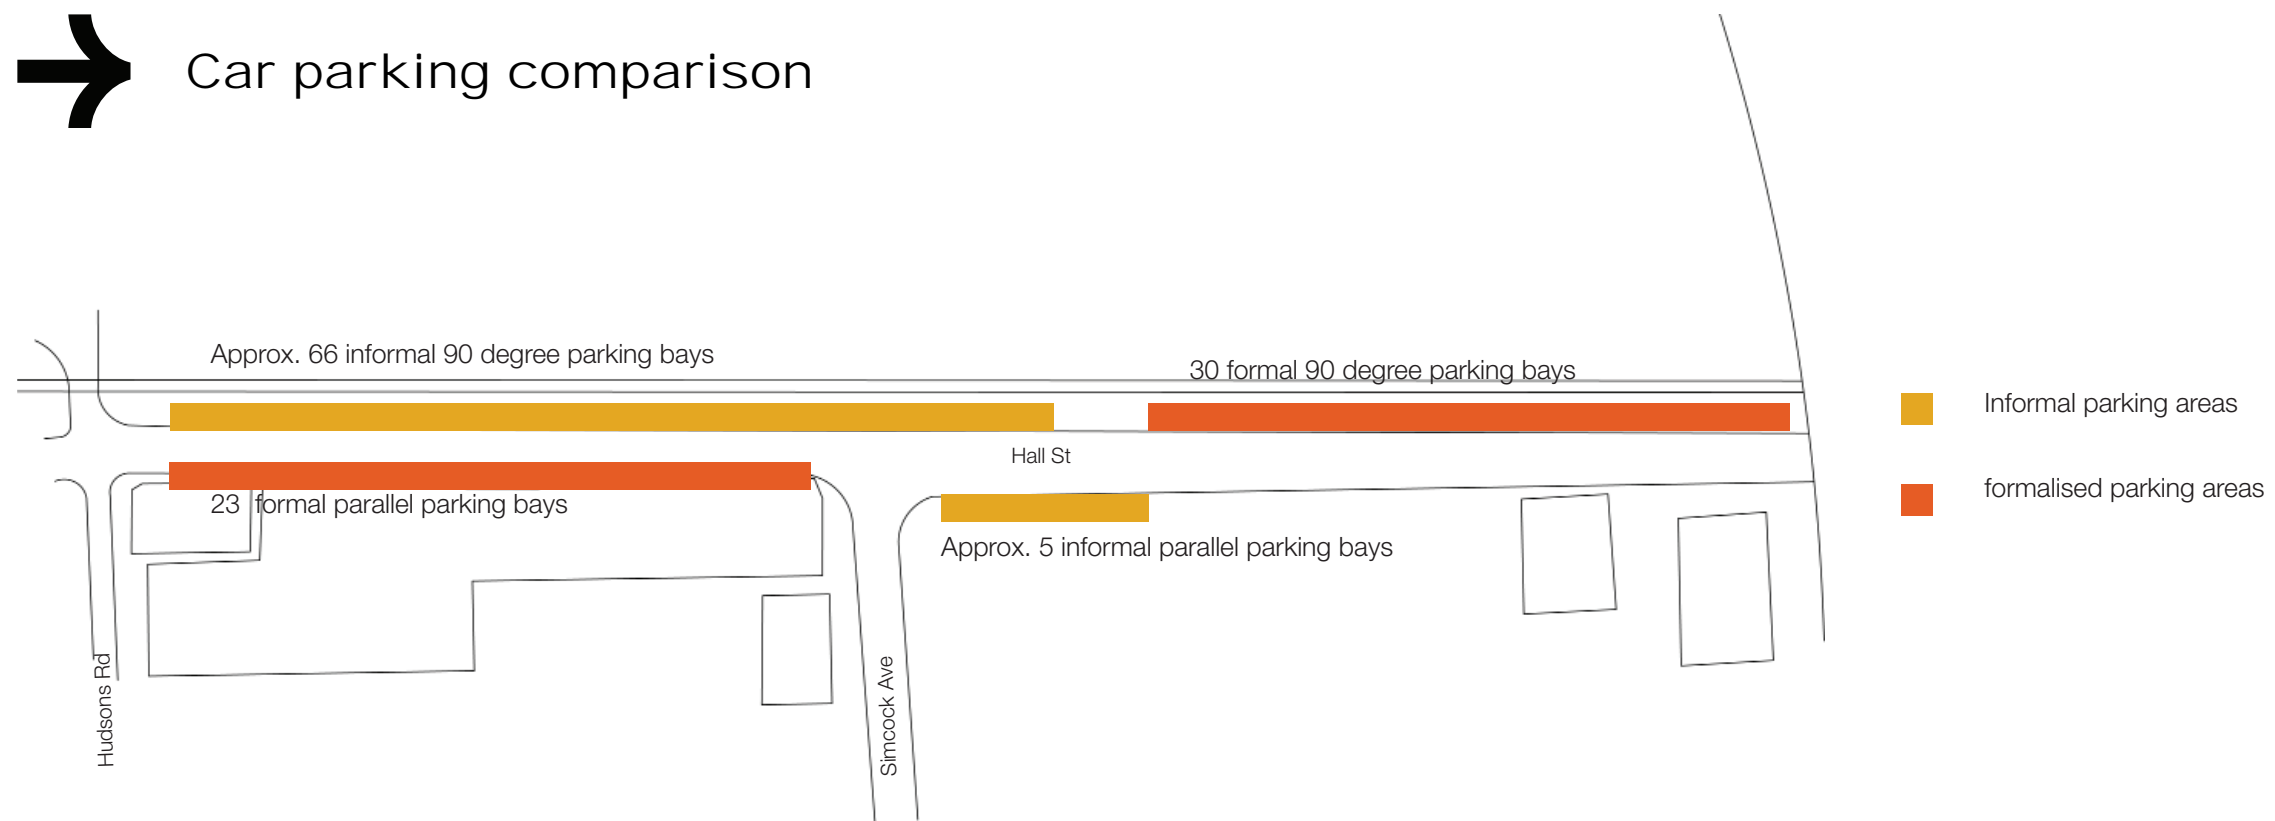 Car parking comparison
Approx. 66 informal 90 degree parking bays
30 formal 90 degree parking bays
Informal parking areas
Hall St
formalised parking areas
23  formal parallel parking bays
Approx. 5 informal parallel parking bays
Hudsons Rd
Simcock Ave